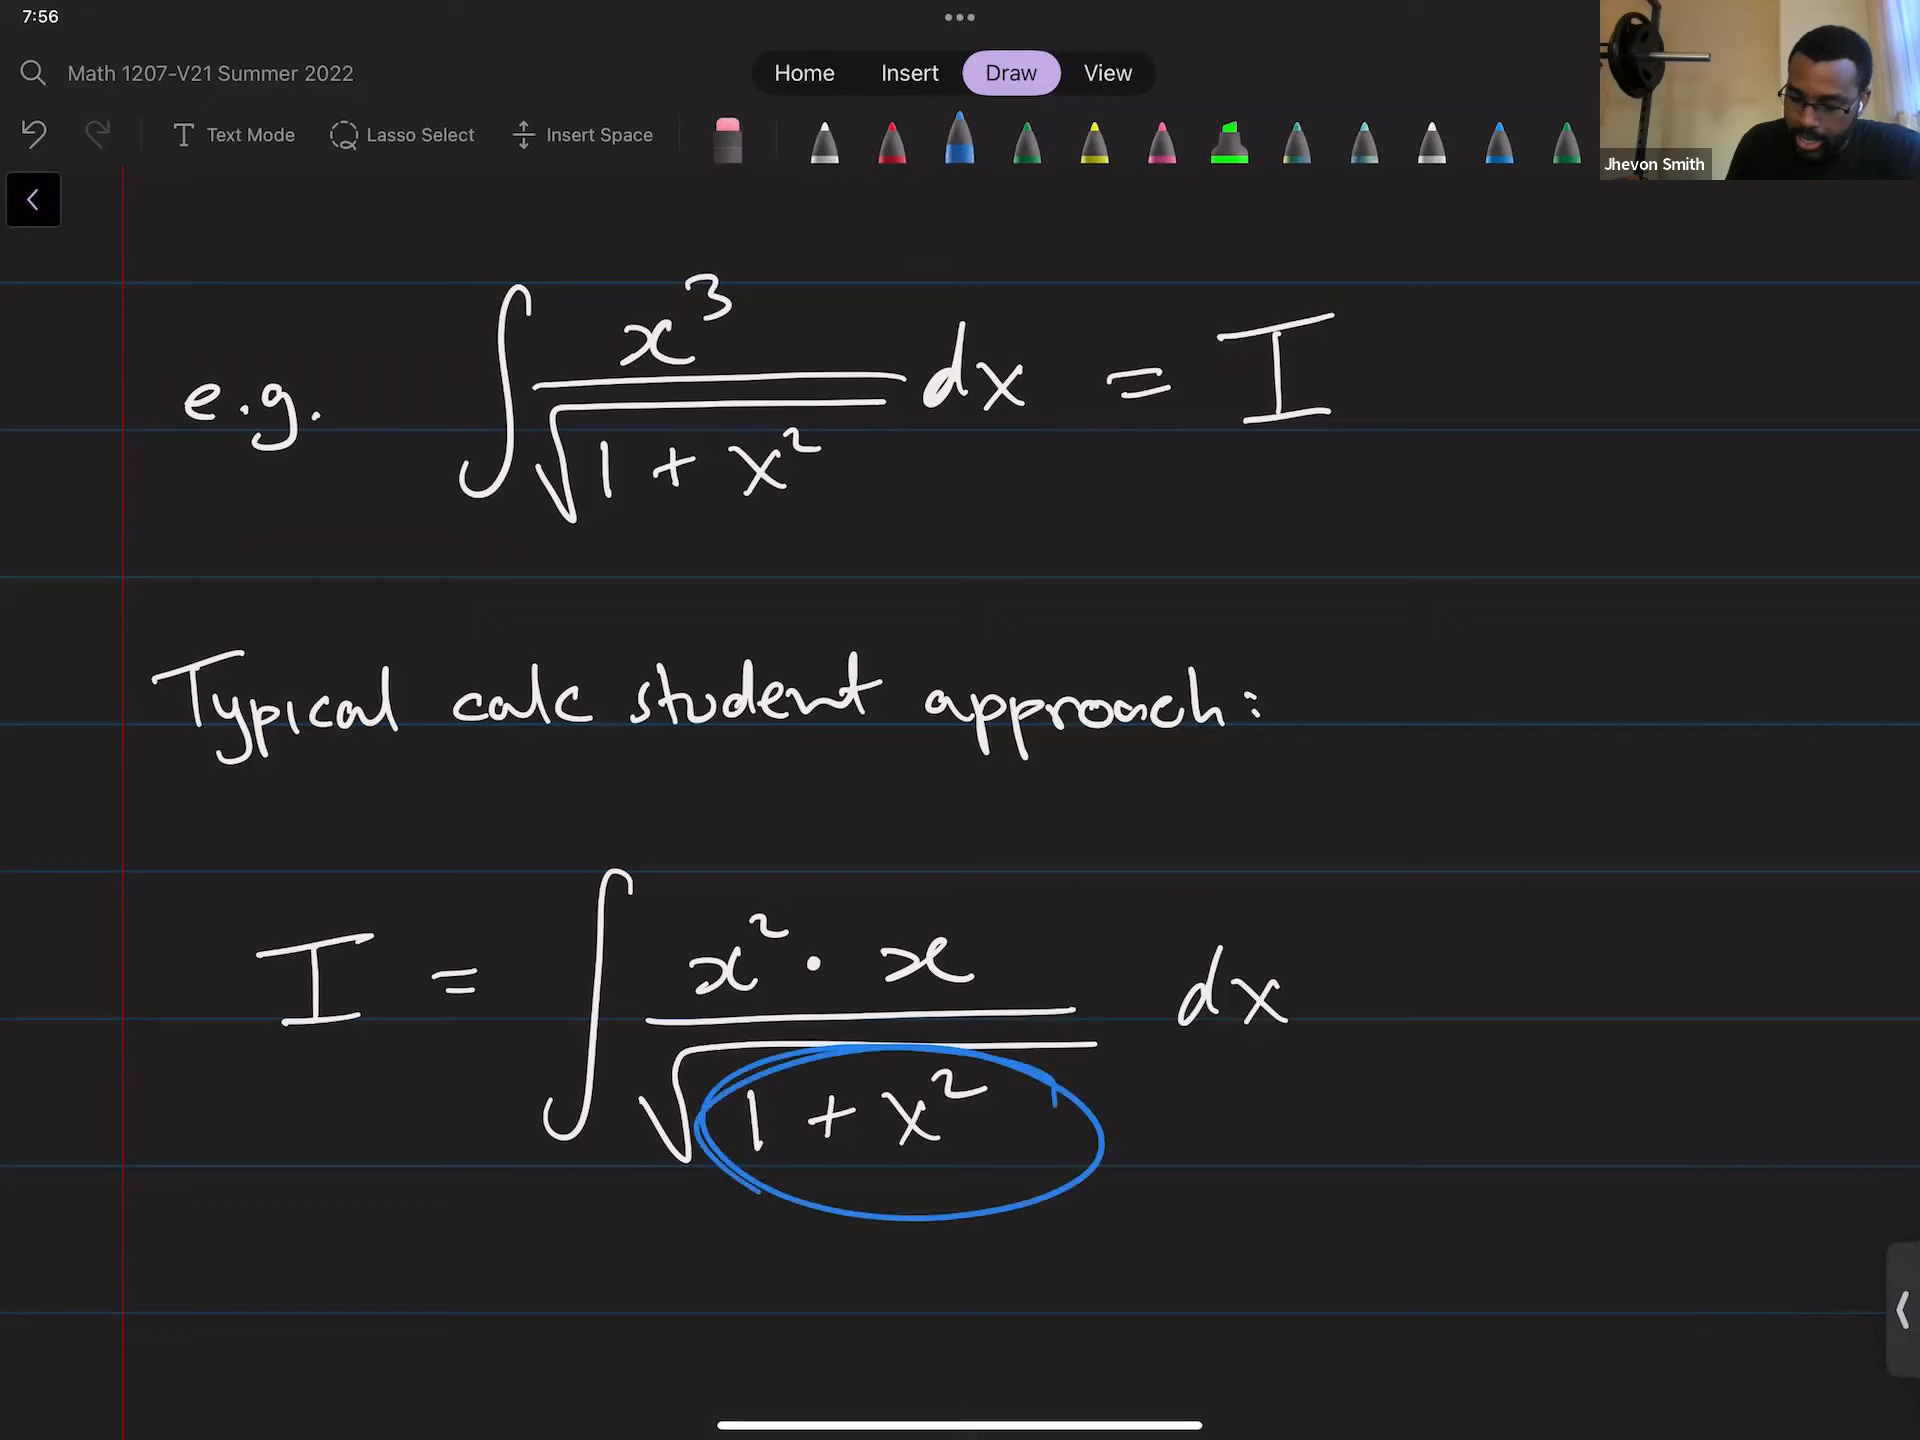 7:56
Math 1207-V21 Summer 2022
Home Insert Draw View
Text Mode Lasso Select Insert Space
Jhevon Smith
e.g. ∫ x³/√(1 + x²) dx = I
Typical calc student approach:
I = ∫ (x² · x)/√(1 + x²) dx